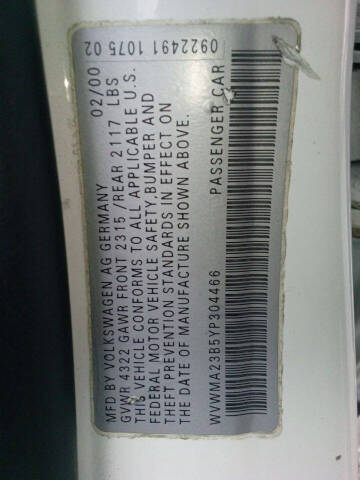 0922491 1075 02
MFD BY VOLKSWAGEN AG GERMANY 02/00
GVWR 4322 GAWR FRONT 2315 /REAR 2117 LBS
THIS VEHICLE CONFORMS TO ALL APPLICABLE U.S.
FEDERAL MOTOR VEHICLE SAFETY,BUMPER AND
THEFT PREVENTION STANDARDS IN EFFECT ON
THE DATE OF MANUFACTURE SHOWN ABOVE.
WVWMA23B5YP304466 PASSENGER CAR